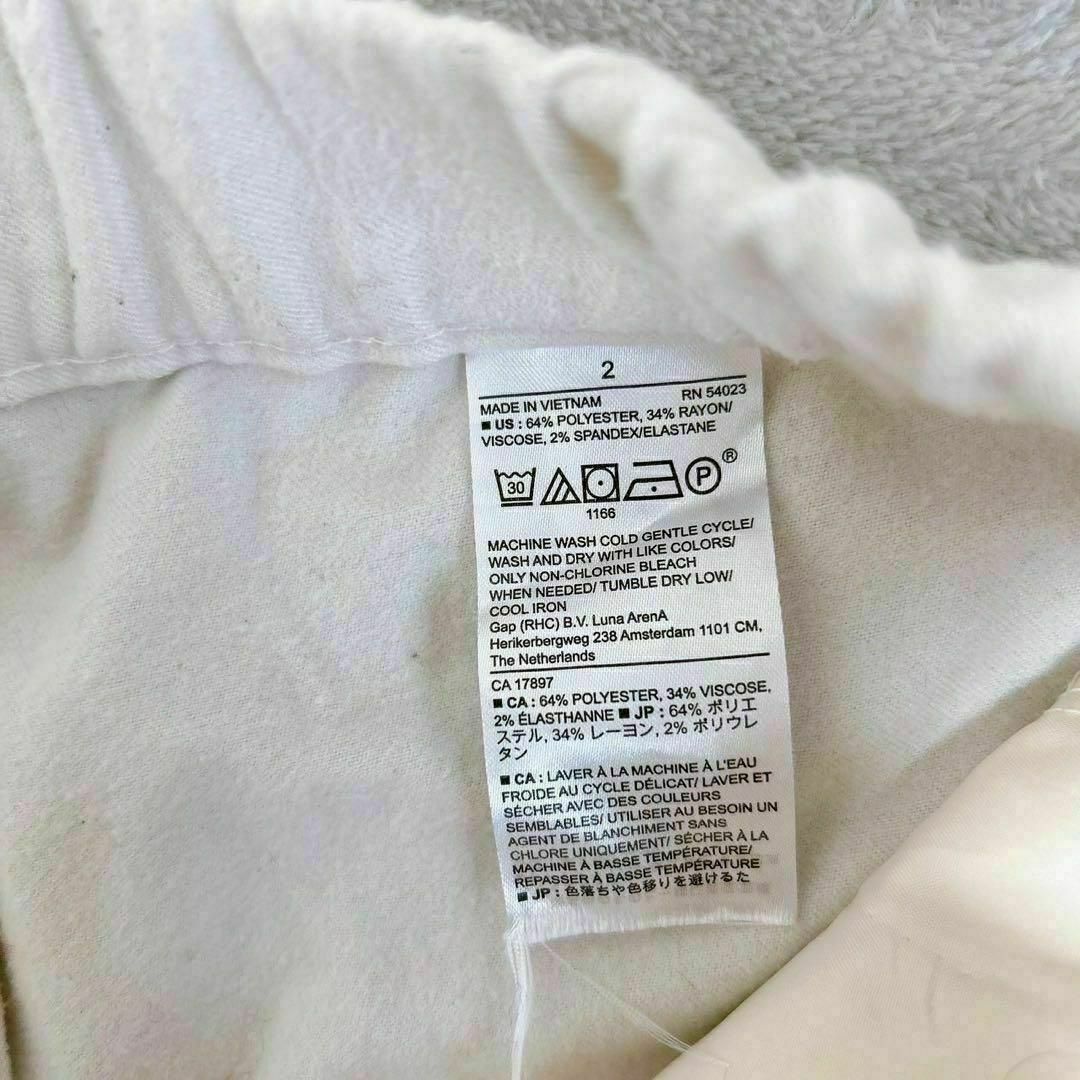 2
MADE IN VIETNAM RN 54023
■ US : 64% POLYESTER, 34% RAYON/
VISCOSE, 2% SPANDEX/ELASTANE
30 P ®
1166
MACHINE WASH COLD GENTLE CYCLE/
WASH AND DRY WITH LIKE COLORS/
ONLY NON-CHLORINE BLEACH
WHEN NEEDED/ TUMBLE DRY LOW/
COOL IRON
Gap (RHC) B.V. Luna ArenA
Herikerbergweg 238 Amsterdam 1101 CM,
The Netherlands
CA 17897
■ CA : 64% POLYESTER, 34% VISCOSE,
2% ÉLASTHANNE ■ JP : 64% ポリエ
ステル, 34% レーヨン, 2% ポリウレ
タン
■ CA : LAVER À LA MACHINE À L'EAU
FROIDE AU CYCLE DÉLICAT/ LAVER ET
SÉCHER AVEC DES COULEURS
SEMBLABLES/ UTILISER AU BESOIN UN
AGENT DE BLANCHIMENT SANS
CHLORE UNIQUEMENT/ SÉCHER À LA
MACHINE À BASSE TEMPÉRATURE/
REPASSER À BASSE TEMPÉRATURE
■ JP : 色落ちや色移りを避けるた